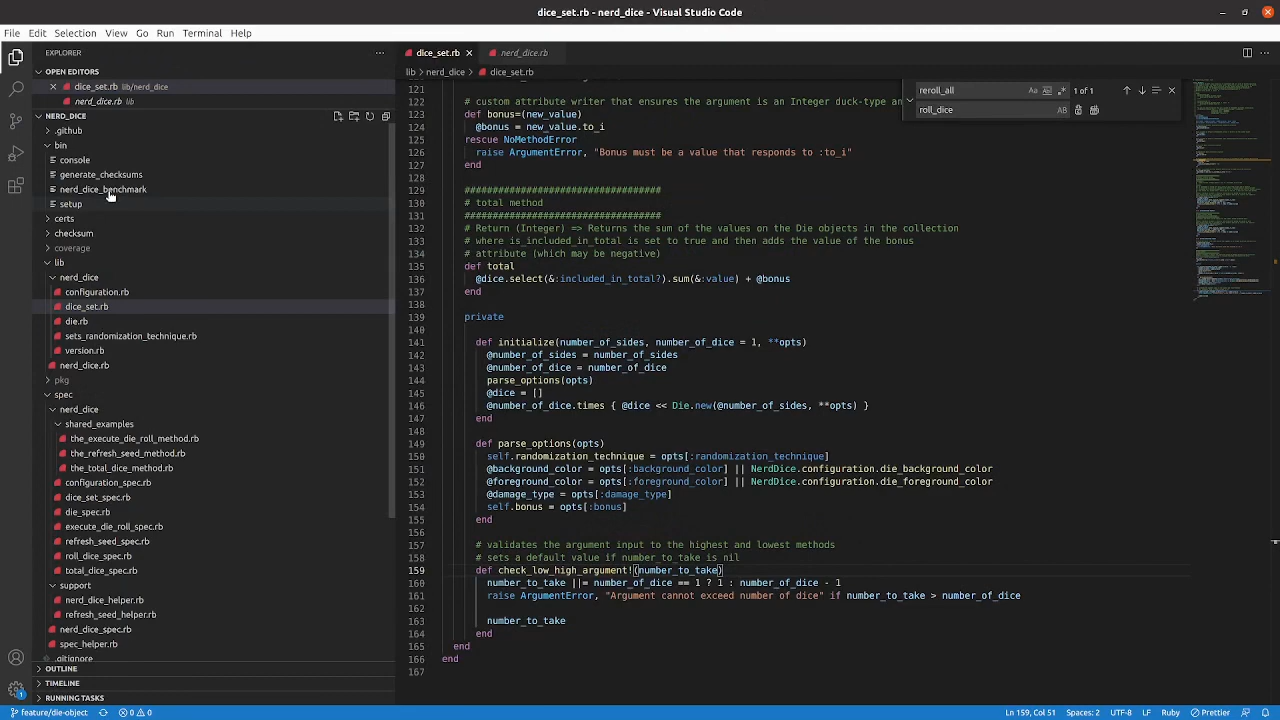 dice_set.rb - nerd_dice - Visual Studio Code
File Edit Selection View Go Run Terminal Help
EXPLORER
OPEN EDITORS
dice_set.rb lib/nerd_dice
nerd_dice.rb lib
NERD_DICE
.github
bin
console
generate_checksums
nerd_dice_benchmark
setup
certs
checksum
coverage
lib
nerd_dice
configuration.rb
dice_set.rb
die.rb
sets_randomization_technique.rb
version.rb
nerd_dice.rb
pkg
spec
nerd_dice
shared_examples
the_execute_die_roll_method.rb
the_refresh_seed_method.rb
the_total_dice_method.rb
configuration_spec.rb
dice_set_spec.rb
die_spec.rb
execute_die_roll_spec.rb
refresh_seed_spec.rb
roll_dice_spec.rb
total_dice_spec.rb
support
nerd_dice_helper.rb
refresh_seed_helper.rb
nerd_dice_spec.rb
spec_helper.rb
.gitignore
OUTLINE
TIMELINE
RUNNING TASKS
dice_set.rb nerd_dice.rb
lib > nerd_dice > dice_set.rb
reroll_all Aa 1 of 1
roll_dice AB
121
122 # custom attribute writer that ensures the argument is an Integer duck-type an
123 def bonus=(new_value)
124 @bonus = new_value.to_i
125 rescue NoMethodError
126 raise ArgumentError, "Bonus must be a value that responds to :to_i"
127 end
128
129 ##################################
130 # total method
131 ##################################
132 # Returns (Integer) => Returns the sum of the values on the Die objects in the collection
133 # where is_included_in_total is set to true and then adds the value of the bonus
134 # attribute (which may be negative)
135 def total
136 @dice.select(&:included_in_total?).sum(&:value) + @bonus
137 end
138
139 private
140
141 def initialize(number_of_sides, number_of_dice = 1, **opts)
142 @number_of_sides = number_of_sides
143 @number_of_dice = number_of_dice
144 parse_options(opts)
145 @dice = []
146 @number_of_dice.times { @dice << Die.new(@number_of_sides, **opts) }
147 end
148
149 def parse_options(opts)
150 self.randomization_technique = opts[:randomization_technique]
151 @background_color = opts[:background_color] || NerdDice.configuration.die_background_color
152 @foreground_color = opts[:foreground_color] || NerdDice.configuration.die_foreground_color
153 @damage_type = opts[:damage_type]
154 self.bonus = opts[:bonus]
155 end
156
157 # validates the argument input to the highest and lowest methods
158 # sets a default value if number_to_take is nil
159 def check_low_high_argument!(number_to_take)
160 number_to_take ||= number_of_dice == 1 ? 1 : number_of_dice - 1
161 raise ArgumentError, "Argument cannot exceed number of dice" if number_to_take > number_of_dice
162
163 number_to_take
164 end
165 end
166 end
167
feature/die-object 0 0 Ln 159, Col 51 Spaces: 2 UTF-8 LF Ruby Prettier